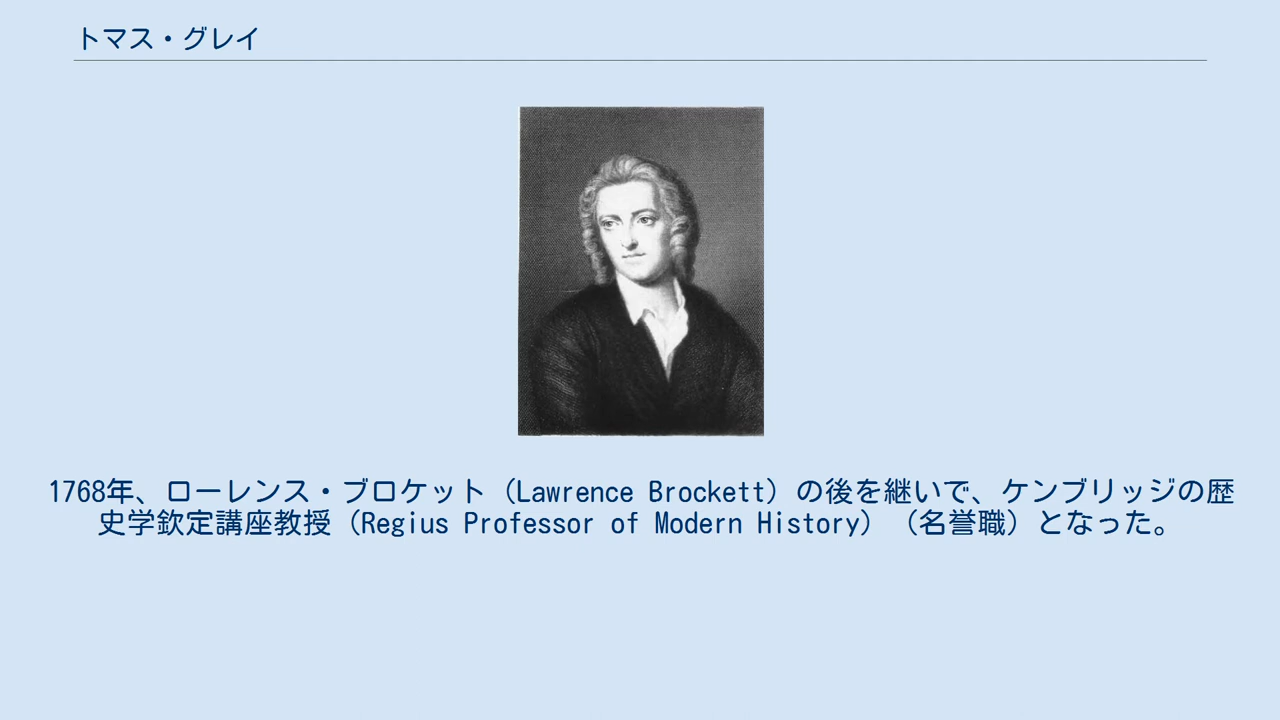 トマス・グレイ
1768年、ローレンス・ブロケット（Lawrence Brockett）の後を継いで、ケンブリッジの歴
史学欽定講座教授（Regius Professor of Modern History）（名誉職）となった。